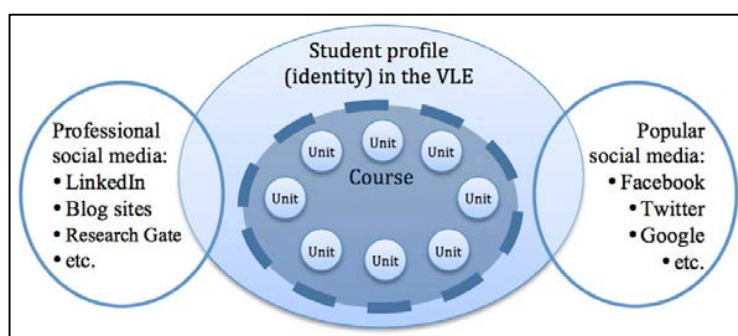 Student profile
(identity) in the VLE
Professional
social media:
• LinkedIn
• Blog sites
• Research Gate
• etc.
Unit
Unit
Unit
Course
Unit
Unit
Unit
Unit
Unit
Popular
social media:
• Facebook
• Twitter
• Google
• etc.